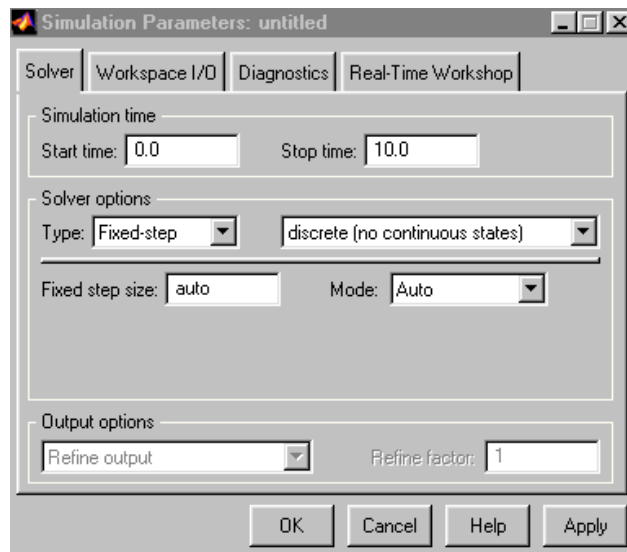 Simulation Parameters: untitled
Solver Workspace I/O Diagnostics Real-Time Workshop
Simulation time
Start time: 0.0 Stop time: 10.0
Solver options
Type: Fixed-step discrete (no continuous states)
Fixed step size: auto Mode: Auto
Output options
Refine output Refine factor: 1
OK Cancel Help Apply